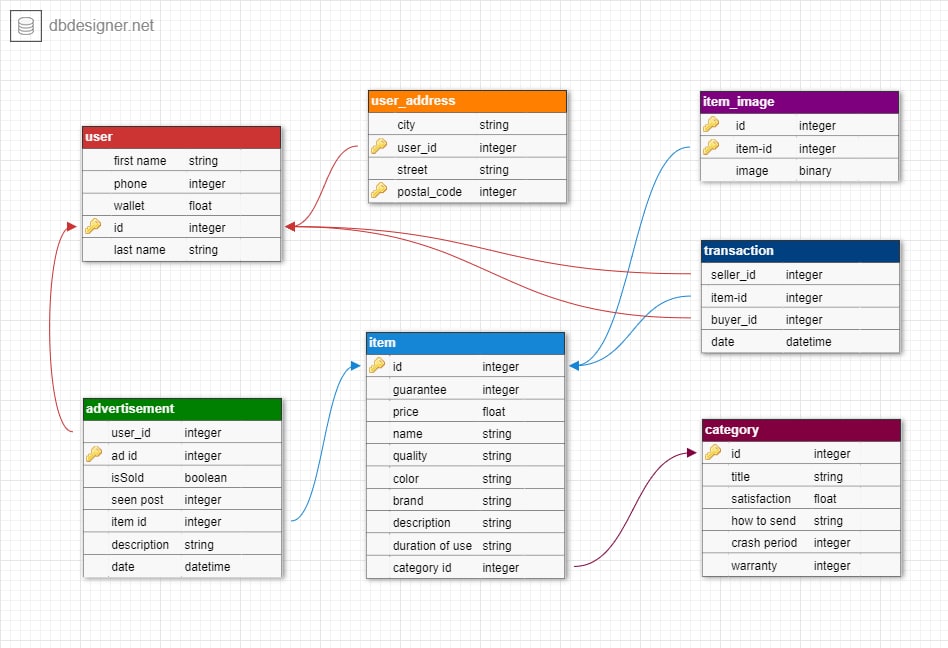 dbdesigner.net
user
first name string
phone integer
wallet float
id integer
last name string
user_address
city string
user_id integer
street string
postal_code integer
item_image
id integer
item-id integer
image binary
transaction
seller_id integer
item-id integer
buyer_id integer
date datetime
item
id integer
guarantee integer
price float
name string
quality string
color string
brand string
description string
duration of use string
category id integer
advertisement
user_id integer
ad id integer
isSold boolean
seen post integer
item id integer
description string
date datetime
category
id integer
title string
satisfaction float
how to send string
crash period integer
warranty integer